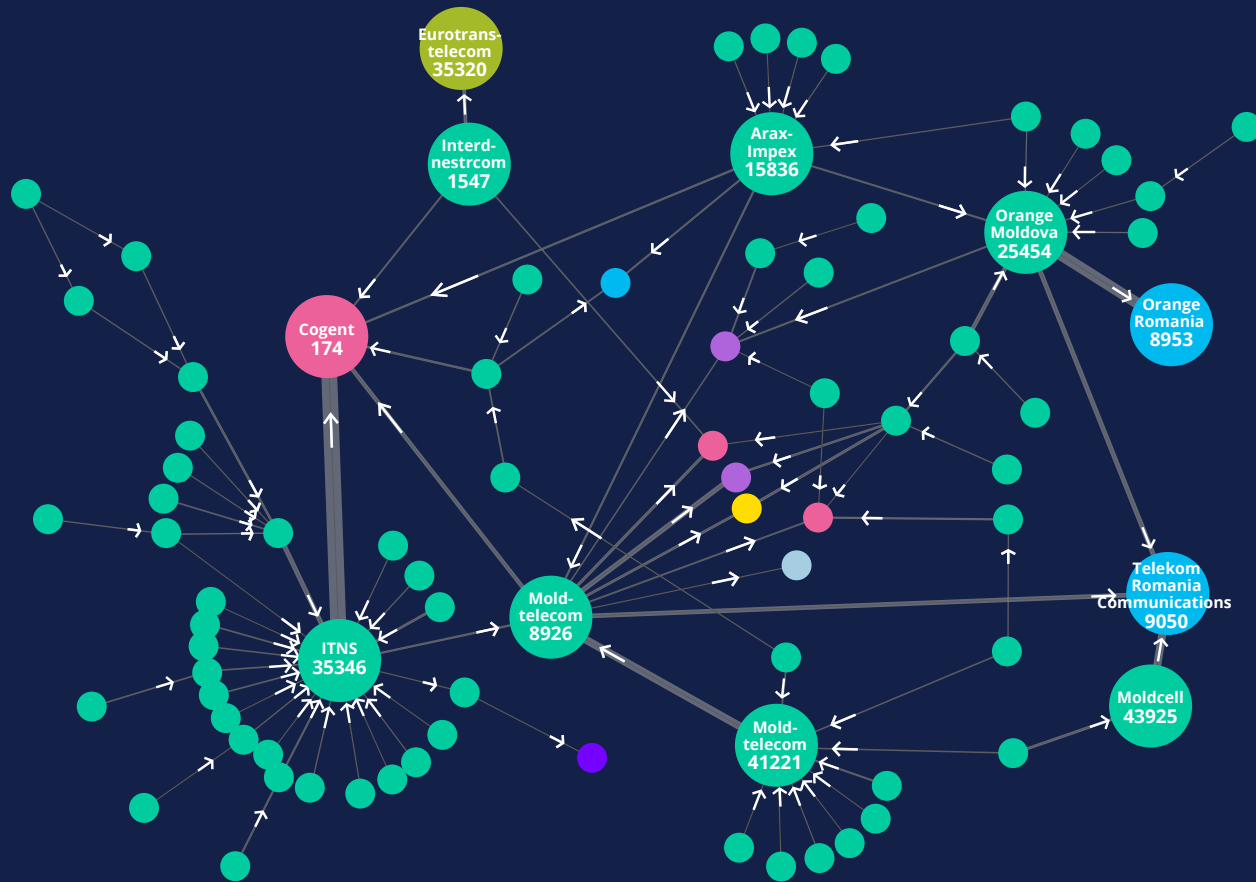 Eurotrans-
telecom
35320
Interd-
nestrcom
1547
Arax-
Impex
15836
Orange
Moldova
25454
Orange
Romania
8953
Cogent
174
Mold-
telecom
8926
Telekom
Romania
Communications
9050
ITNS
35346
Moldcell
43925
Mold-
telecom
41221